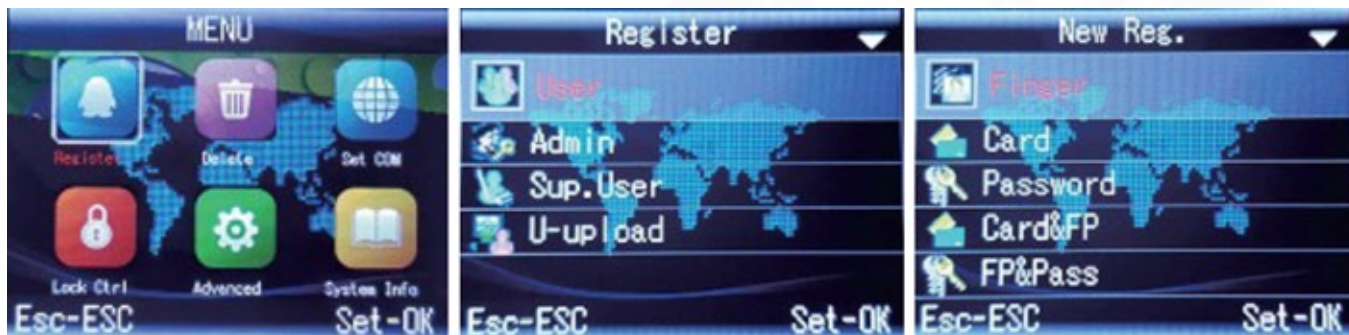 MENU
Register Delete Set COM
Lock Ctrl Advanced System Info
Esc-ESC Set-OK
Register
User
Admin
Sup.User
U-upload
Esc-ESC Set-OK
New Reg.
Finger
Card
Password
Card&FP
FP&Pass
Esc-ESC Set-OK